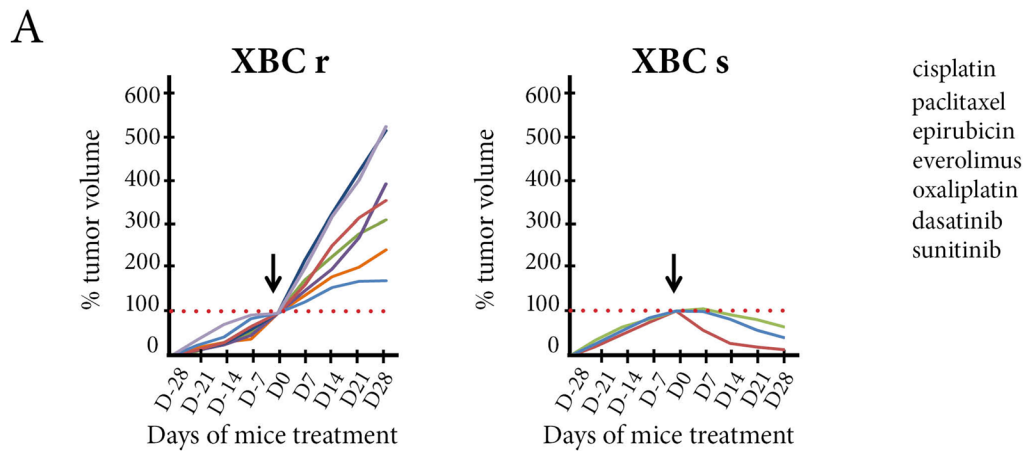 A
XBC r
% tumor volume
600
500
400
300
200
100
0
D-28
D-21
D-14
D-7
D0
D7
D14
D21
D28
Days of mice treatment
XBC s
% tumor volume
600
500
400
300
200
100
0
D-28
D-21
D-14
D-7
D0
D7
D14
D21
D28
Days of mice treatment
cisplatin
paclitaxel
epirubicin
everolimus
oxaliplatin
dasatinib
sunitinib